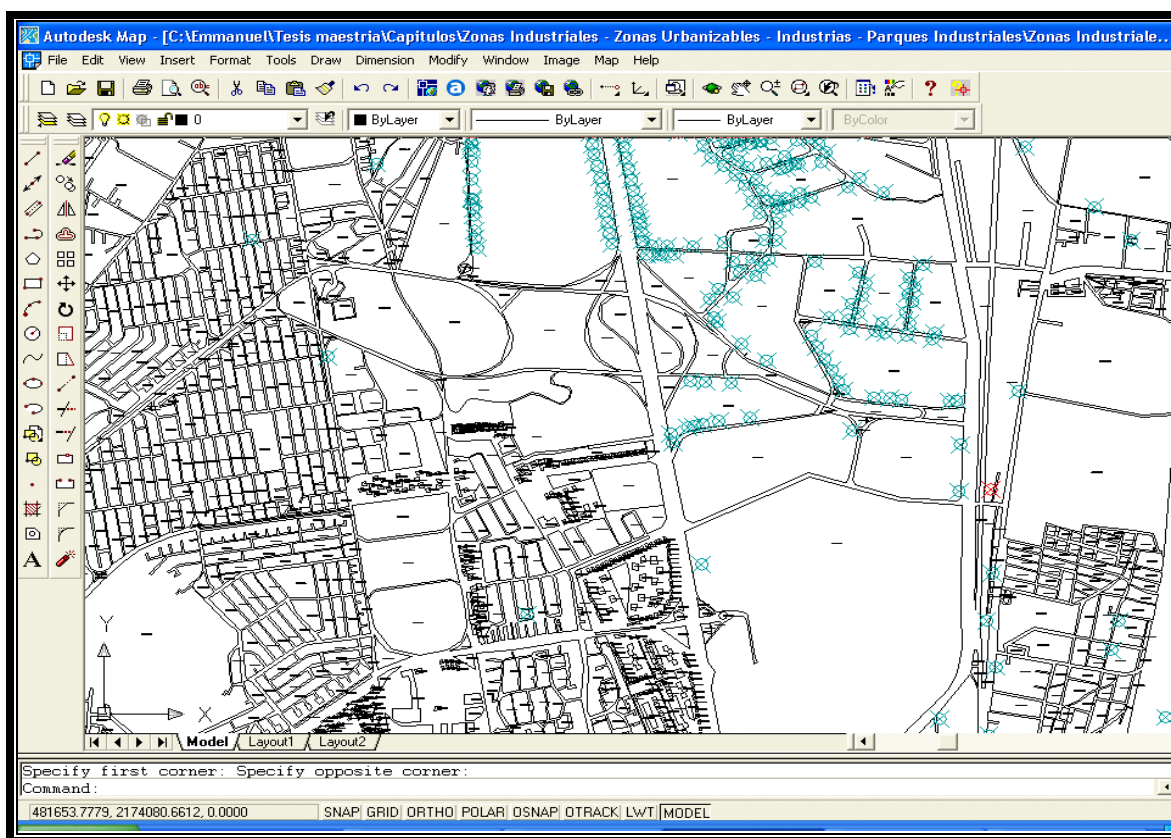 Autodesk Map - [C:\Emmanuel\Tesis maestria\Capitulos\Zonas Industriales - Zonas Urbanizables - Industrias - Parques Industriales\Zonas Industriale...
File Edit View Insert Format Tools Draw Dimension Modify Window Image Map Help
0 ByLayer ByLayer ByLayer ByColor
A
Y
X
Model Layout1 Layout2
Specify first corner: Specify opposite corner:
Command:
481653.7779, 2174080.6612, 0.0000 SNAP GRID ORTHO POLAR OSNAP OTRACK LWT MODEL